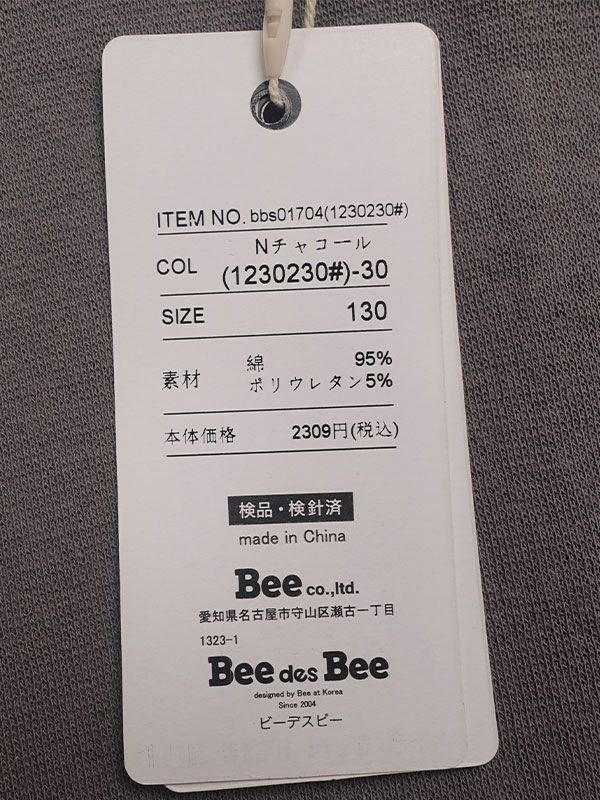 ITEM NO. bbs01704(1230230#)
Nチャコール
COL (1230230#)-30
SIZE 130
素材 綿 95%
ポリウレタン5%
本体価格 2309円(税込)
検品・検針済
made in China
Bee co.,ltd.
愛知県名古屋市守山区瀬古一丁目
1323-1
Bee des Bee
designed by Bee at Korea
Since 2004
ビーデスビー